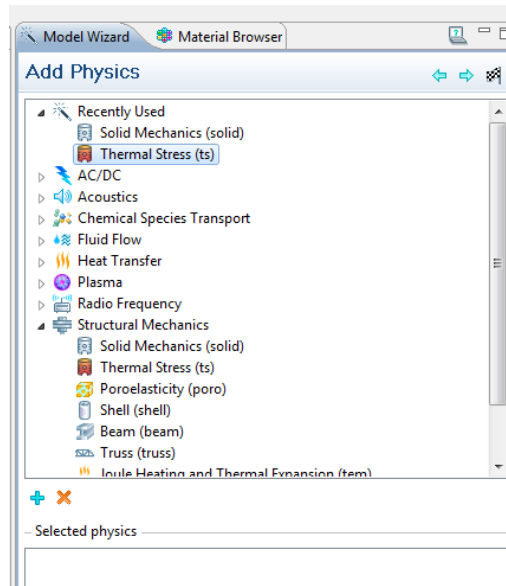 Model Wizard Material Browser
Add Physics
Recently Used
Solid Mechanics (solid)
Thermal Stress (ts)
AC/DC
Acoustics
Chemical Species Transport
Fluid Flow
Heat Transfer
Plasma
Radio Frequency
Structural Mechanics
Solid Mechanics (solid)
Thermal Stress (ts)
Poroelasticity (poro)
Shell (shell)
Beam (beam)
Truss (truss)
Joule Heating and Thermal Expansion (tem)
Selected physics